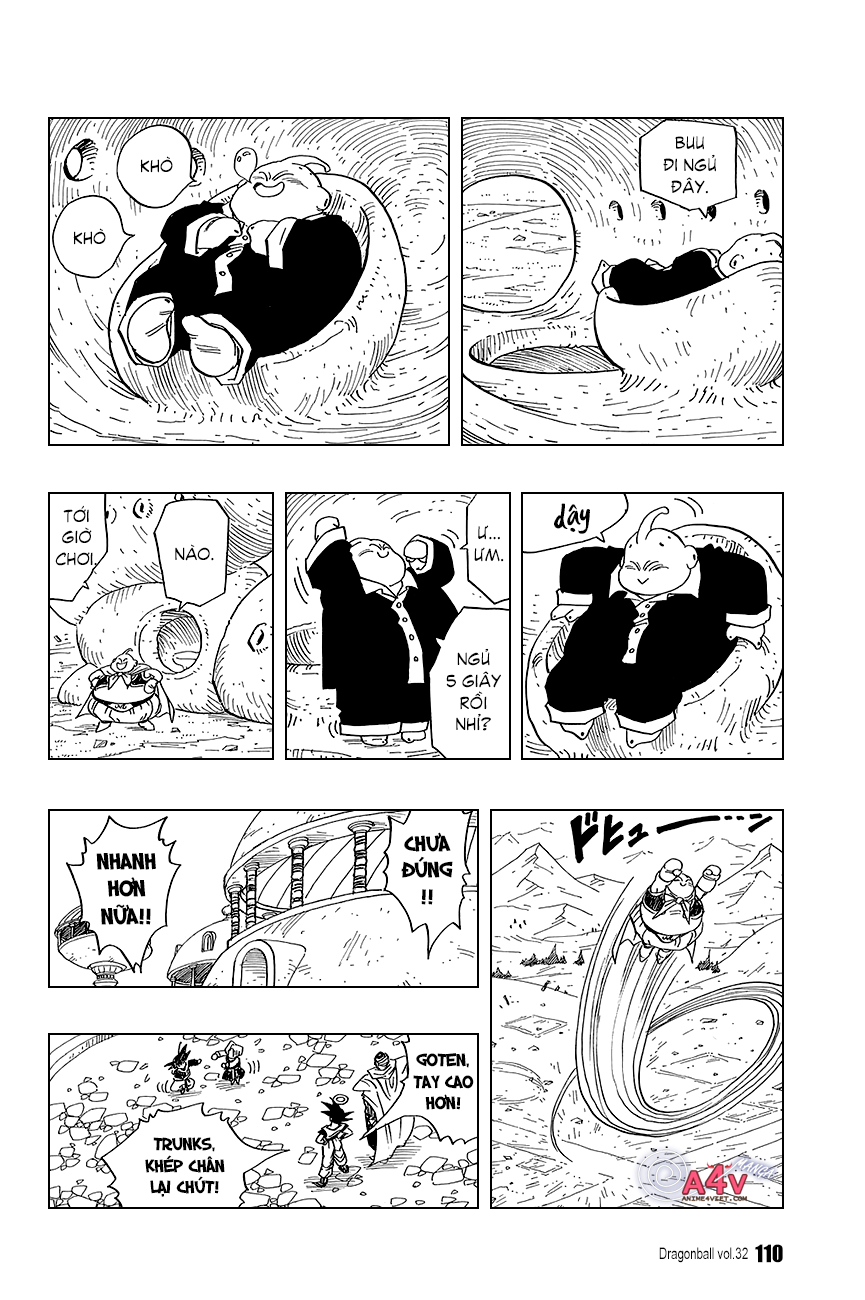 BUU
ĐI NGỦ
ĐÂY.
KHÒ
KHÒ
dậy
Ư...
ƯM.
NGỦ
5 GIÂY
RỒI
NHỈ?
NÀO.
TỚI
GIỜ
CHƠI.
ドヒュー···ン
CHƯA
ĐÚNG
!!
NHANH
HƠN
NỮA!!
GOTEN,
TAY CAO
HƠN!
TRUNKS,
KHÉP CHÂN
LẠI CHÚT!
A4V
ANIME4VIET.COM
Dragonball vol.32 110